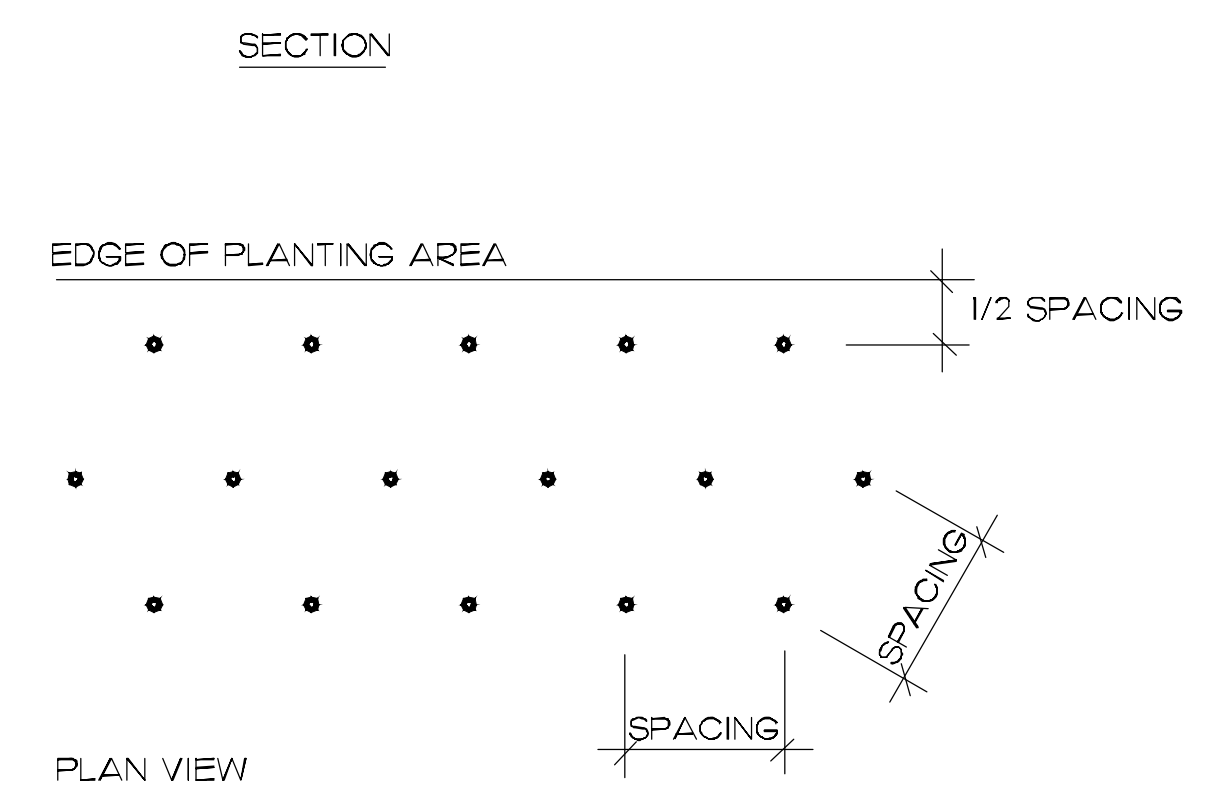 SECTION
EDGE OF PLANTING AREA
1/2 SPACING
SPACING
SPACING
PLAN VIEW